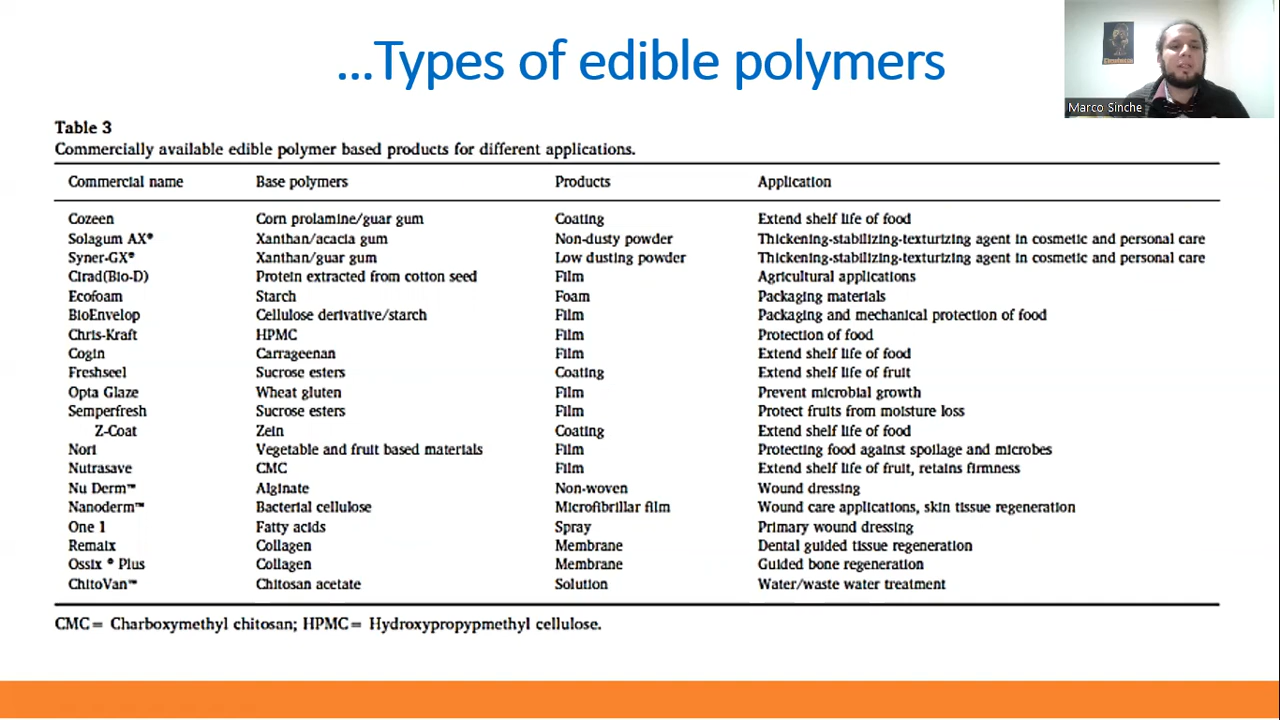 ...Types of edible polymers
Marco Sinche
Table 3
Commercially available edible polymer based products for different applications.
Commercial name Base polymers Products Application
Cozeen Corn prolamine/guar gum Coating Extend shelf life of food
Solagum AX® Xanthan/acacia gum Non-dusty powder Thickening-stabilizing-texturizing agent in cosmetic and personal care
Syner-GX® Xanthan/guar gum Low dusting powder Thickening-stabilizing-texturizing agent in cosmetic and personal care
Cirad(Bio-D) Protein extracted from cotton seed Film Agricultural applications
Ecofoam Starch Foam Packaging materials
BioEnvelop Cellulose derivative/starch Film Packaging and mechanical protection of food
Chris-Kraft HPMC Film Protection of food
Cogin Carrageenan Film Extend shelf life of food
Freshseel Sucrose esters Coating Extend shelf life of fruit
Opta Glaze Wheat gluten Film Prevent microbial growth
Semperfresh Sucrose esters Film Protect fruits from moisture loss
Z-Coat Zein Coating Extend shelf life of food
Nori Vegetable and fruit based materials Film Protecting food against spoilage and microbes
Nutrasave CMC Film Extend shelf life of fruit, retains firmness
Nu Derm™ Alginate Non-woven Wound dressing
Nanoderm™ Bacterial cellulose Microfibrillar film Wound care applications, skin tissue regeneration
One 1 Fatty acids Spray Primary wound dressing
Remaix Collagen Membrane Dental guided tissue regeneration
Ossix ® Plus Collagen Membrane Guided bone regeneration
ChitoVan™ Chitosan acetate Solution Water/waste water treatment
CMC= Charboxymethyl chitosan; HPMC= Hydroxypropypmethyl cellulose.